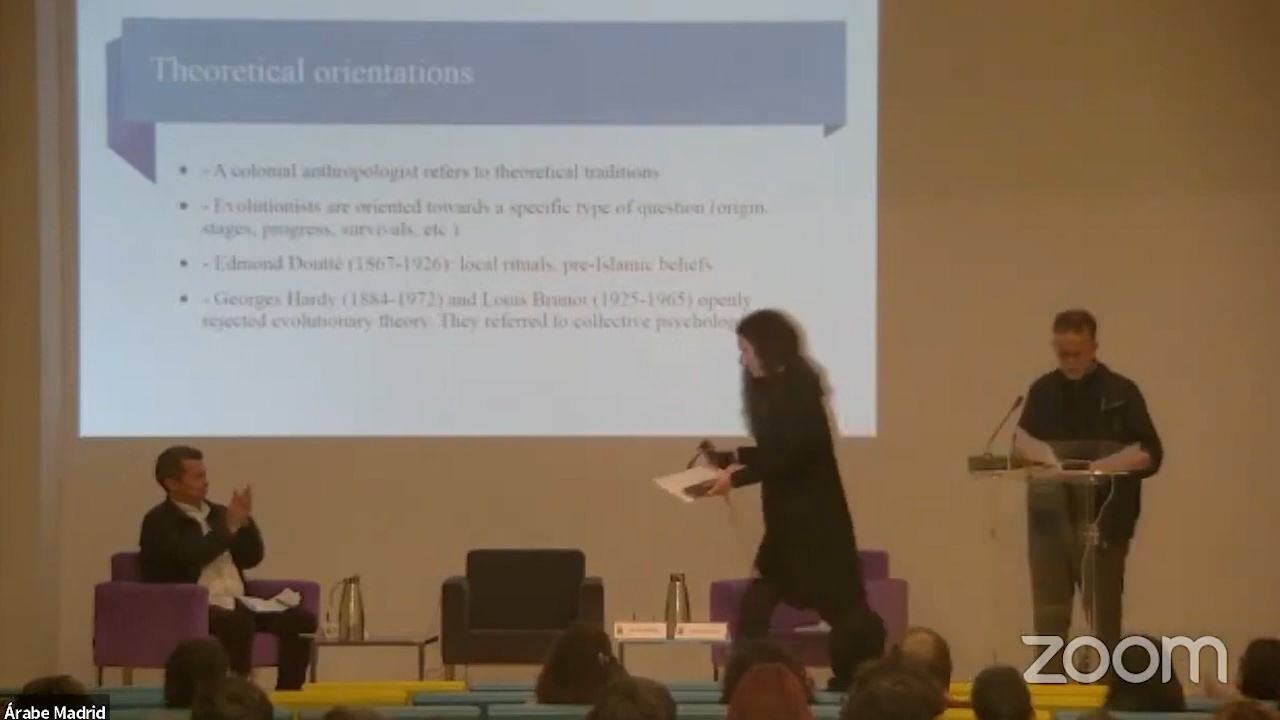 Theoretical orientations
- A colonial anthropologist refers to theoretical traditions
- Evolutionists are oriented towards a specific type of question (origin,
stages, progress, survivals, etc.)
- Edmond Doutté (1867-1926): local rituals, pre-Islamic beliefs.
- Georges Hardy (1884-1972) and Louis Brunot (1925-1965) openly
rejected evolutionary theory. They referred to collective
zoom
Árabe Madrid